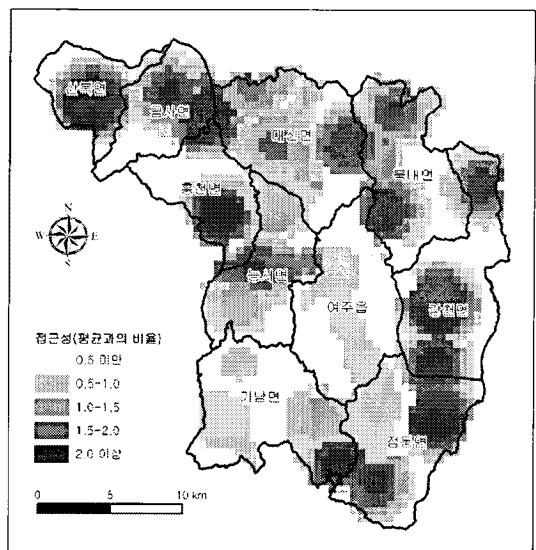 산북면
금사면
대신면
북내면
흥천면
능서면
여주읍
강천면
가남면
점동면
N
W
E
S
접근성(평균과의 비율)
0.5 미만
0.5-1.0
1.0-1.5
1.5-2.0
2.0 이상
0 5 10 km